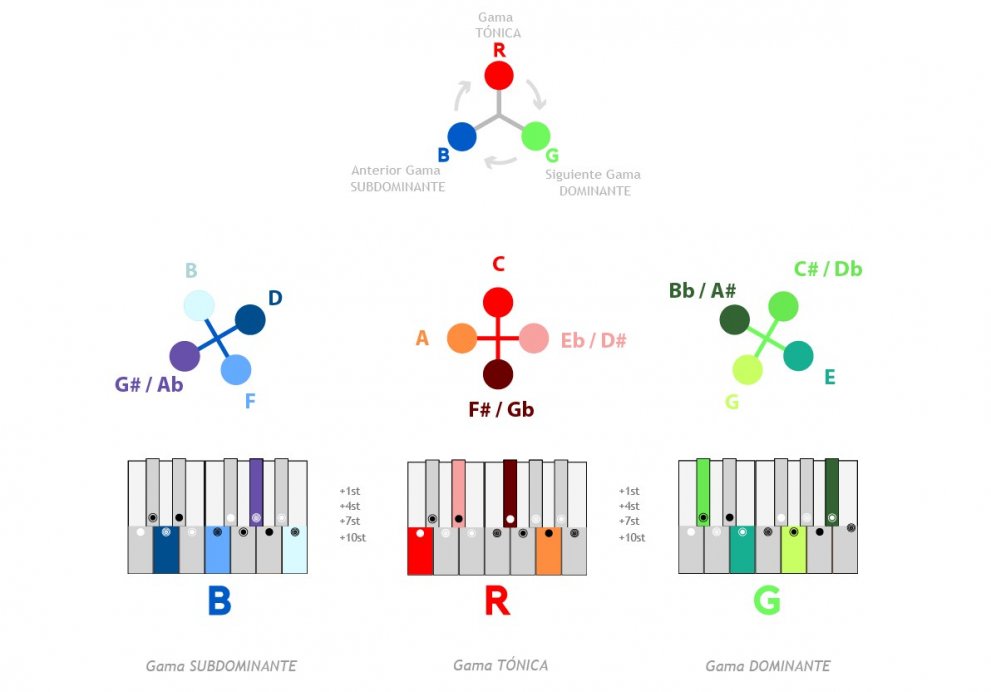 Gama
TÓNICA
R
B
G
Anterior Gama
SUBDOMINANTE
Siguiente Gama
DOMINANTE
B
D
G# / Ab
F
C
A
Eb / D#
F# / Gb
C# / Db
Bb / A#
E
G
+1st
+4st
+7st
+10st
+1st
+4st
+7st
+10st
B
R
G
Gama SUBDOMINANTE
Gama TÓNICA
Gama DOMINANTE